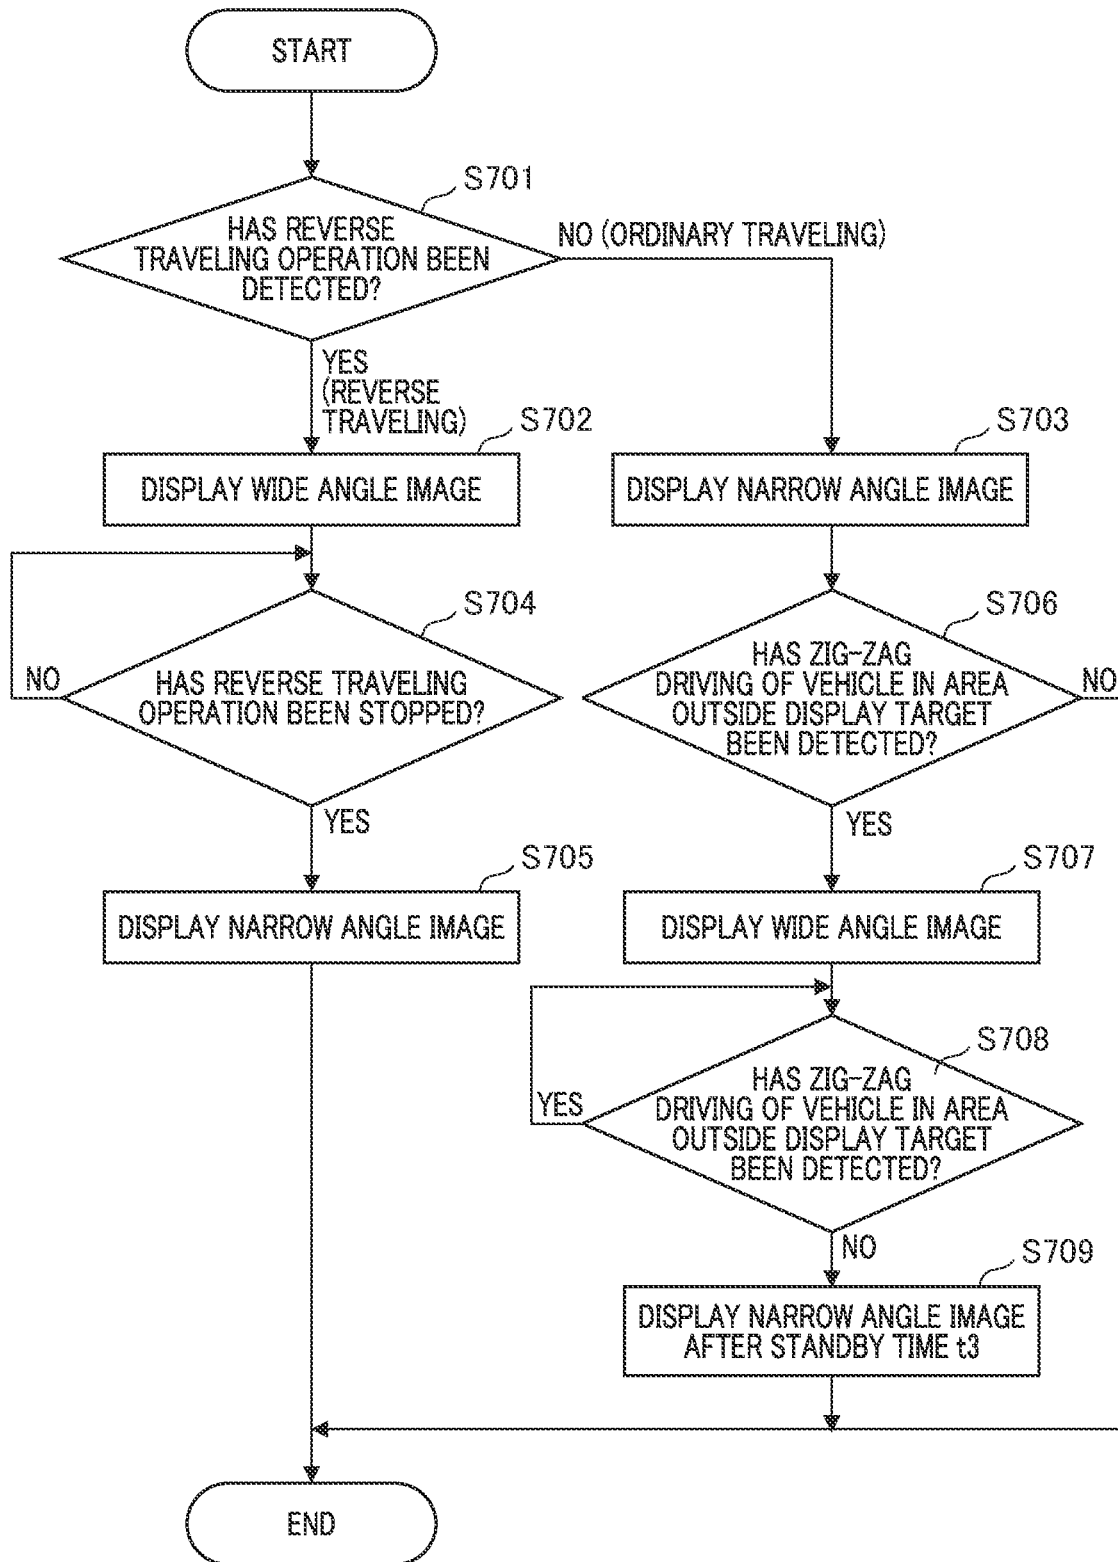 START
S701
HAS REVERSE
TRAVELING OPERATION BEEN
DETECTED?
NO (ORDINARY TRAVELING)
YES
(REVERSE
TRAVELING)
S702
DISPLAY WIDE ANGLE IMAGE
S703
DISPLAY NARROW ANGLE IMAGE
S704
HAS REVERSE TRAVELING
OPERATION BEEN STOPPED?
NO
YES
S705
DISPLAY NARROW ANGLE IMAGE
S706
HAS ZIG-ZAG
DRIVING OF VEHICLE IN AREA
OUTSIDE DISPLAY TARGET
BEEN DETECTED?
NO
YES
S707
DISPLAY WIDE ANGLE IMAGE
S708
HAS ZIG-ZAG
DRIVING OF VEHICLE IN AREA
OUTSIDE DISPLAY TARGET
BEEN DETECTED?
YES
NO
S709
DISPLAY NARROW ANGLE IMAGE
AFTER STANDBY TIME t3
END